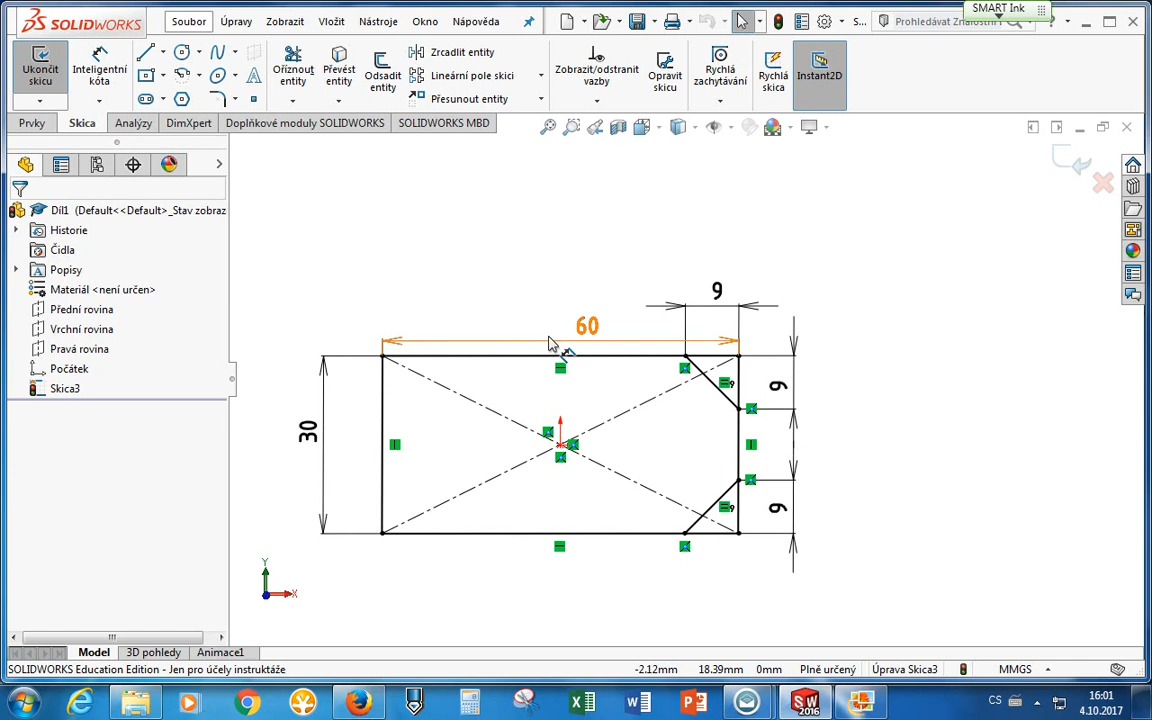 SMART Ink
SOLIDWORKS
Soubor Úpravy Zobrazit Vložit Nástroje Okno Nápověda S... Prohledávat Znalostní ?
Ukončit skicu
Inteligentní kóta
Oříznout entity
Převést entity
Odsadit entity
Zrcadlit entity
Lineární pole skici
Přesunout entity
Zobrazit/odstranit vazby
Opravit skicu
Rychlá zachytávání
Rychlá skica
Instant2D
Prvky Skica Analýzy DimXpert Doplňkové moduly SOLIDWORKS SOLIDWORKS MBD
Díl1 (Default<<Default>_Stav zobraz
Historie
Čidla
Popisy
Materiál <není určen>
Přední rovina
Vrchní rovina
Pravá rovina
Počátek
Skica3
9
60
9
30
9
Y
X
Model 3D pohledy Animace1
SOLIDWORKS Education Edition - Jen pro účely instruktáže -2.12mm 18.39mm 0mm Plně určený Úprava Skica3 MMGS
CS 16:01
4.10.2017
SW 2016